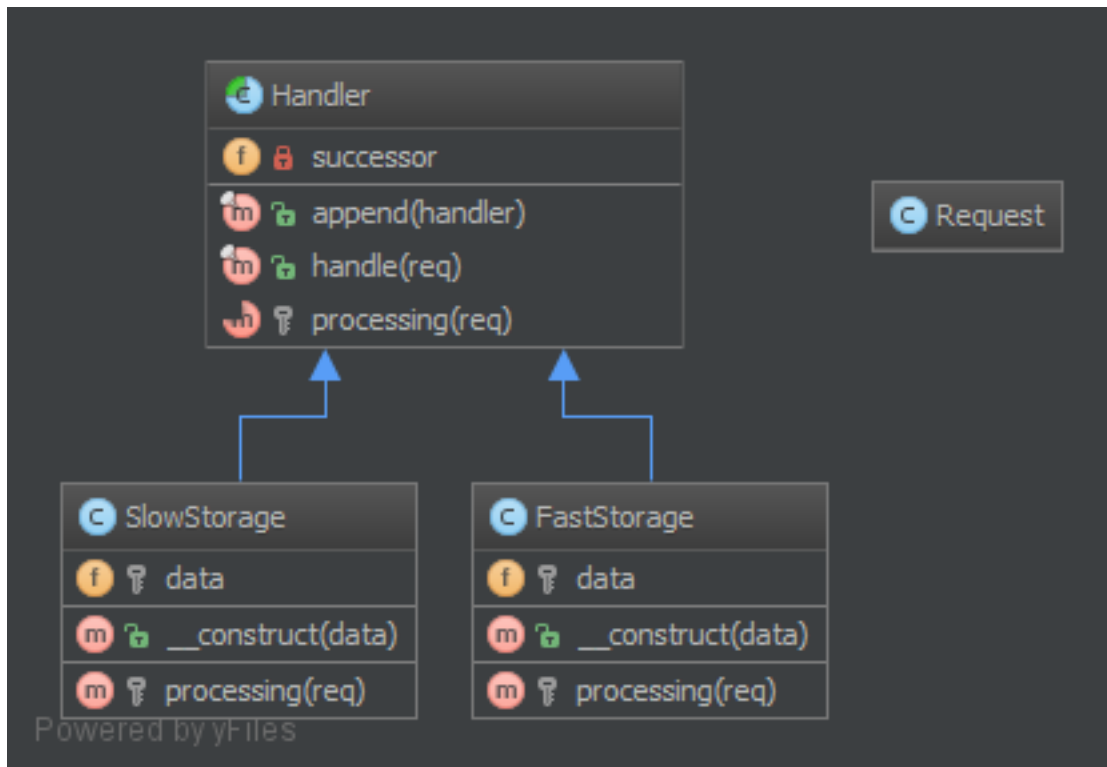 Handler
successor
append(handler)
handle(req)
processing(req)
Request
SlowStorage
data
__construct(data)
processing(req)
FastStorage
data
__construct(data)
processing(req)
Powered by yFiles